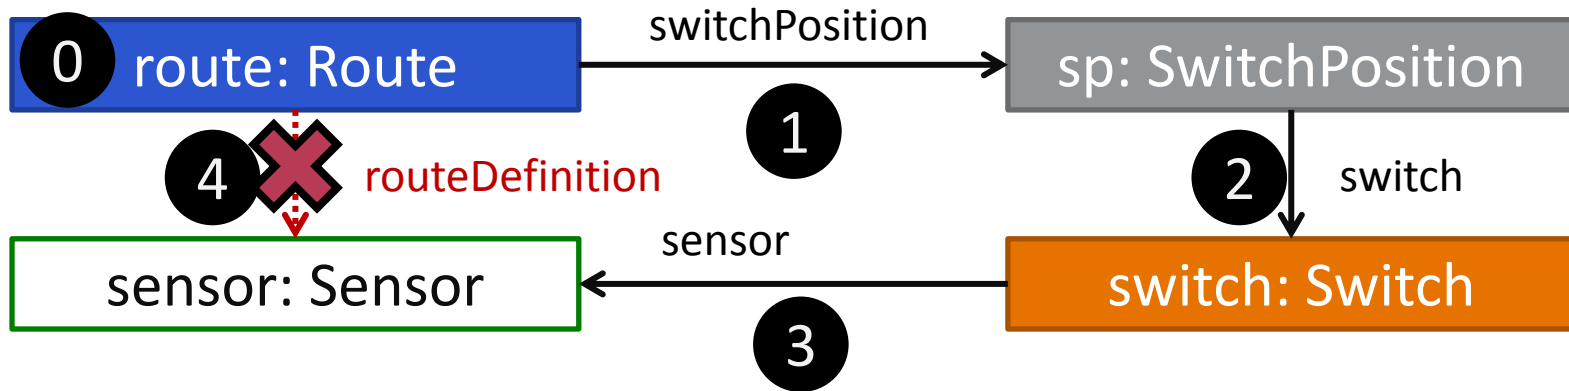 switchPosition
0
route: Route
sp: SwitchPosition
1
4
routeDefinition
2
switch
sensor
sensor: Sensor
switch: Switch
3